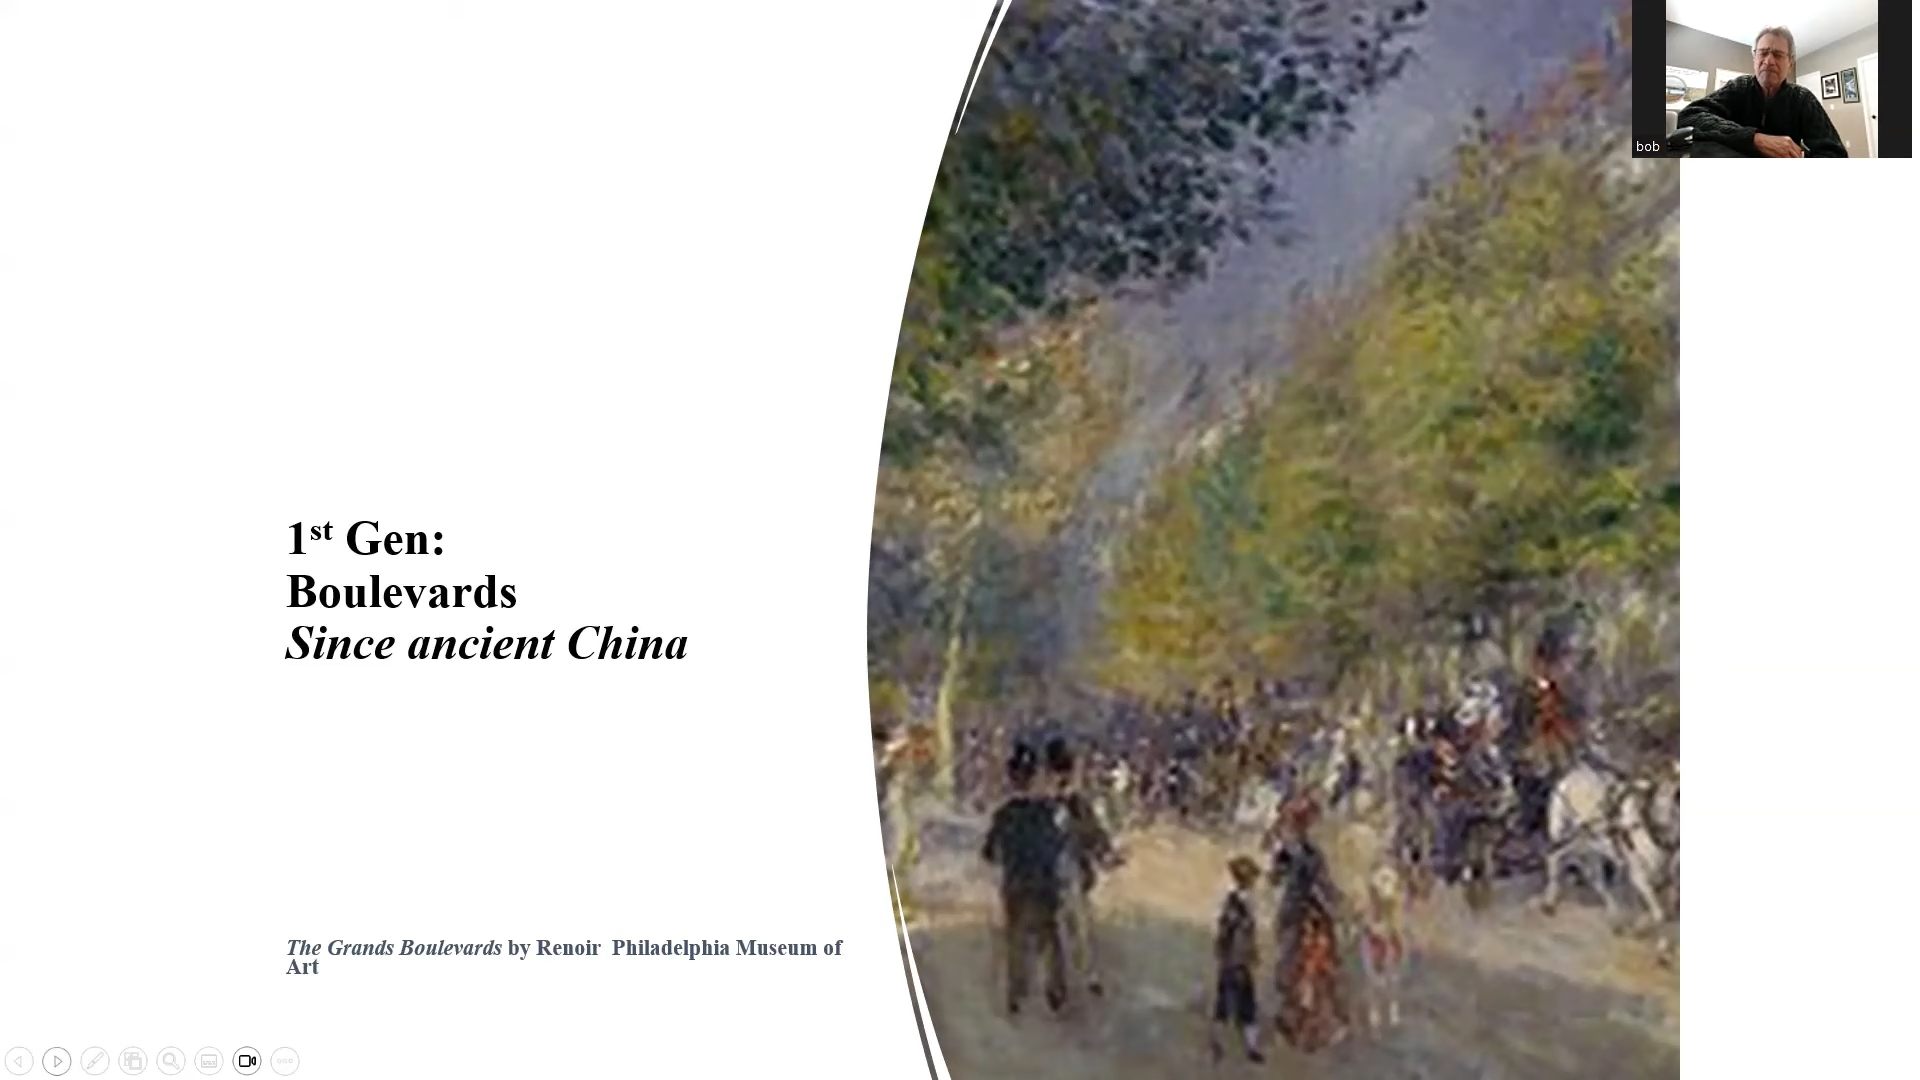 bob
1st Gen:
Boulevards
Since ancient China
The Grands Boulevards by Renoir Philadelphia Museum of
Art